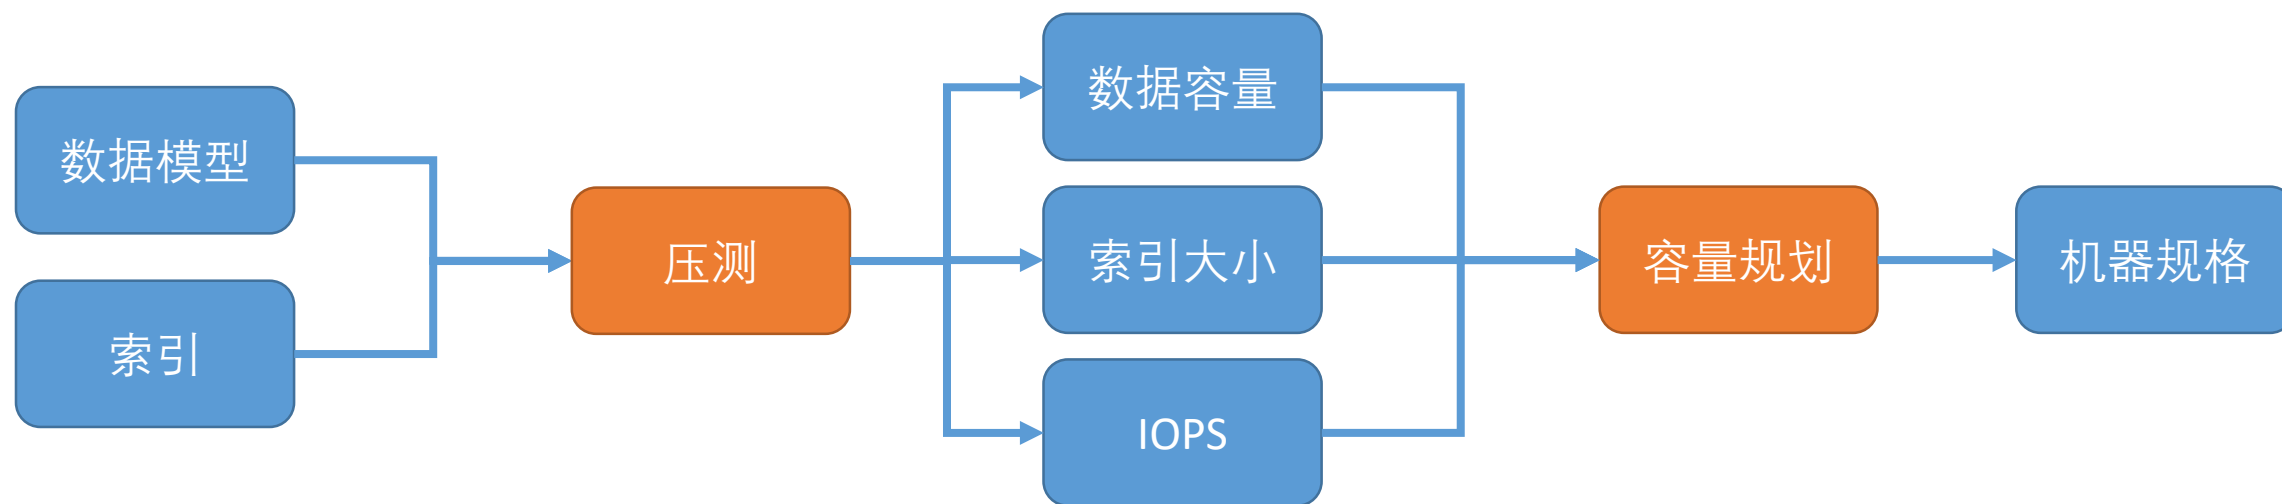 数据模型
索引
压测
数据容量
索引大小
IOPS
容量规划
机器规格